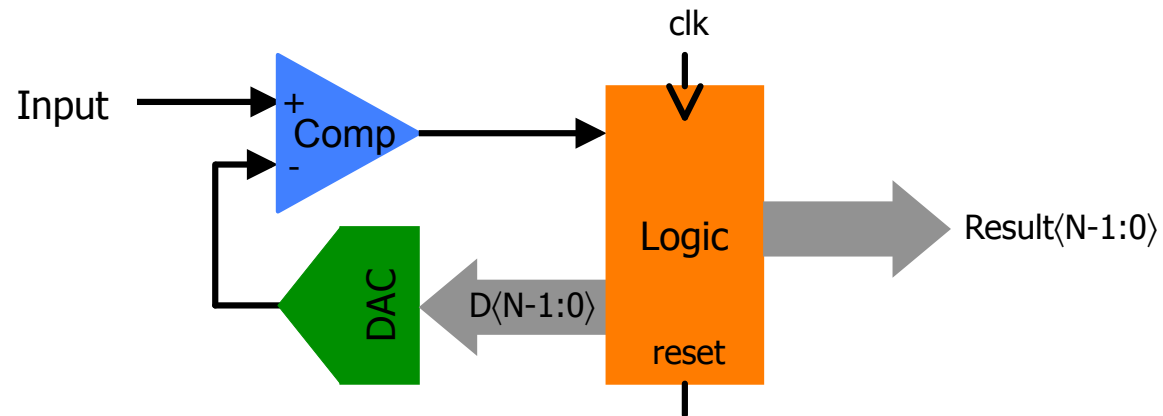 clk
Input
+
Comp
-
Logic
Result⟨N-1:0⟩
DAC
D⟨N-1:0⟩
reset